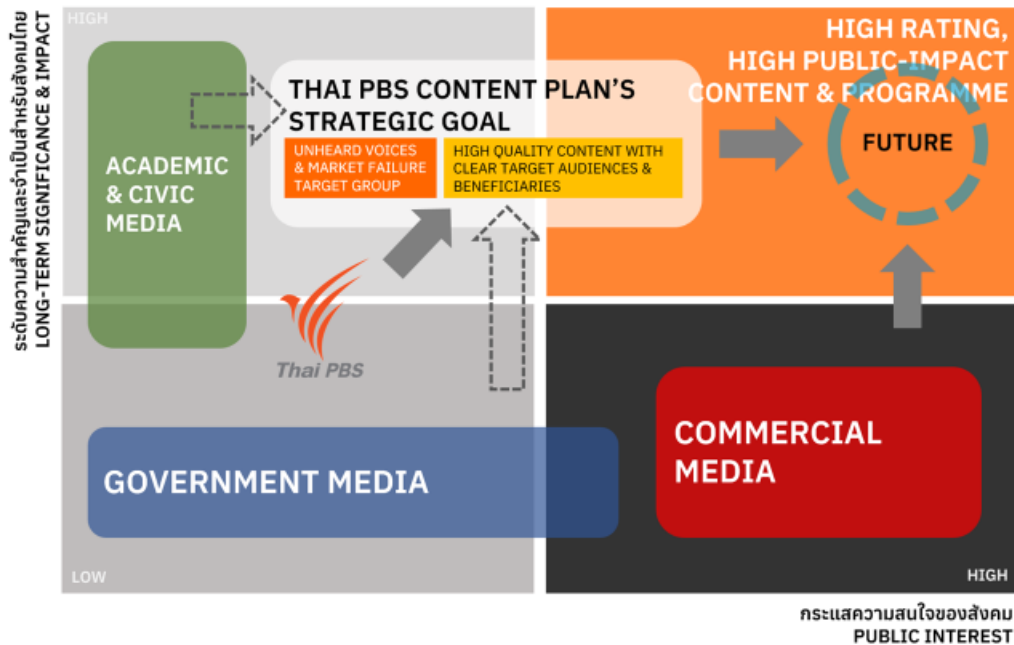 ระดับความสำคัญและจำเป็นสำหรับสังคมไทย
LONG-TERM SIGNIFICANCE & IMPACT
HIGH
HIGH RATING,
HIGH PUBLIC-IMPACT
CONTENT & PROGRAMME
THAI PBS CONTENT PLAN'S
STRATEGIC GOAL
UNHEARD VOICES
& MARKET FAILURE
TARGET GROUP
HIGH QUALITY CONTENT WITH
CLEAR TARGET AUDIENCES &
BENEFICIARIES
FUTURE
ACADEMIC
& CIVIC
MEDIA
Thai PBS
COMMERCIAL
MEDIA
GOVERNMENT MEDIA
LOW
HIGH
กระแสความสนใจของสังคม
PUBLIC INTEREST